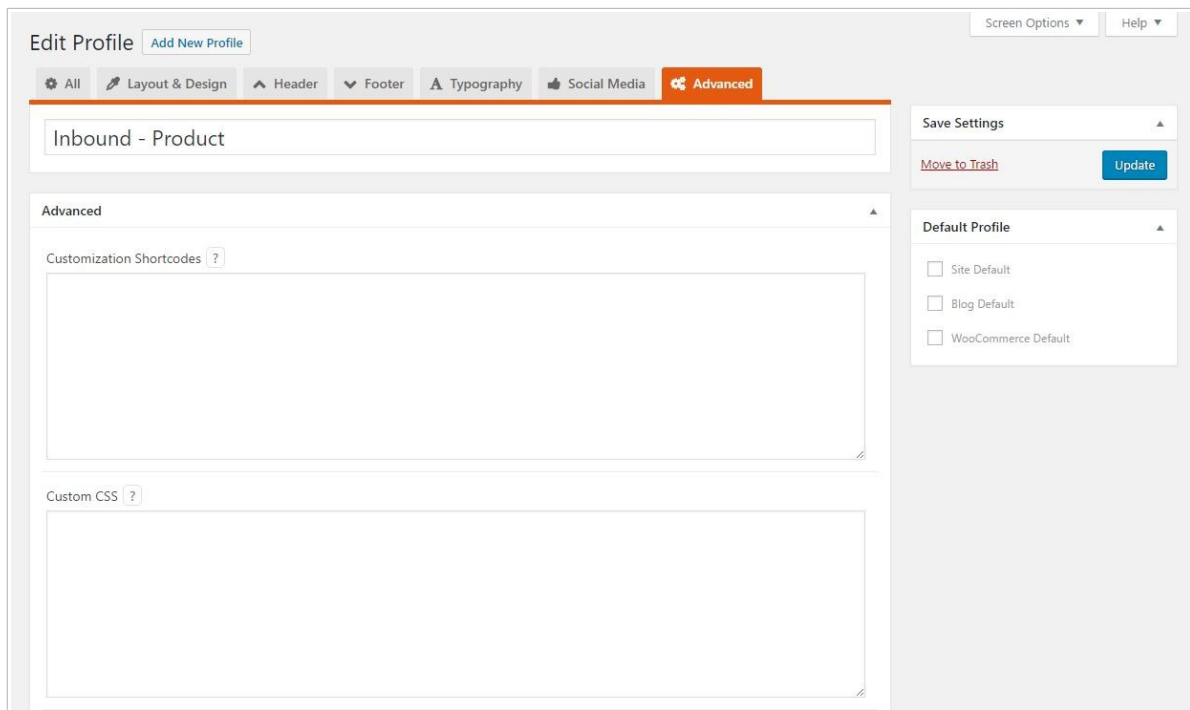 Screen Options ▼ Help ▼
Edit Profile Add New Profile
All Layout & Design Header Footer Typography Social Media Advanced
Inbound - Product
Save Settings
Move to Trash Update
Advanced
Default Profile
Customization Shortcodes ?
Site Default
Blog Default
WooCommerce Default
Custom CSS ?